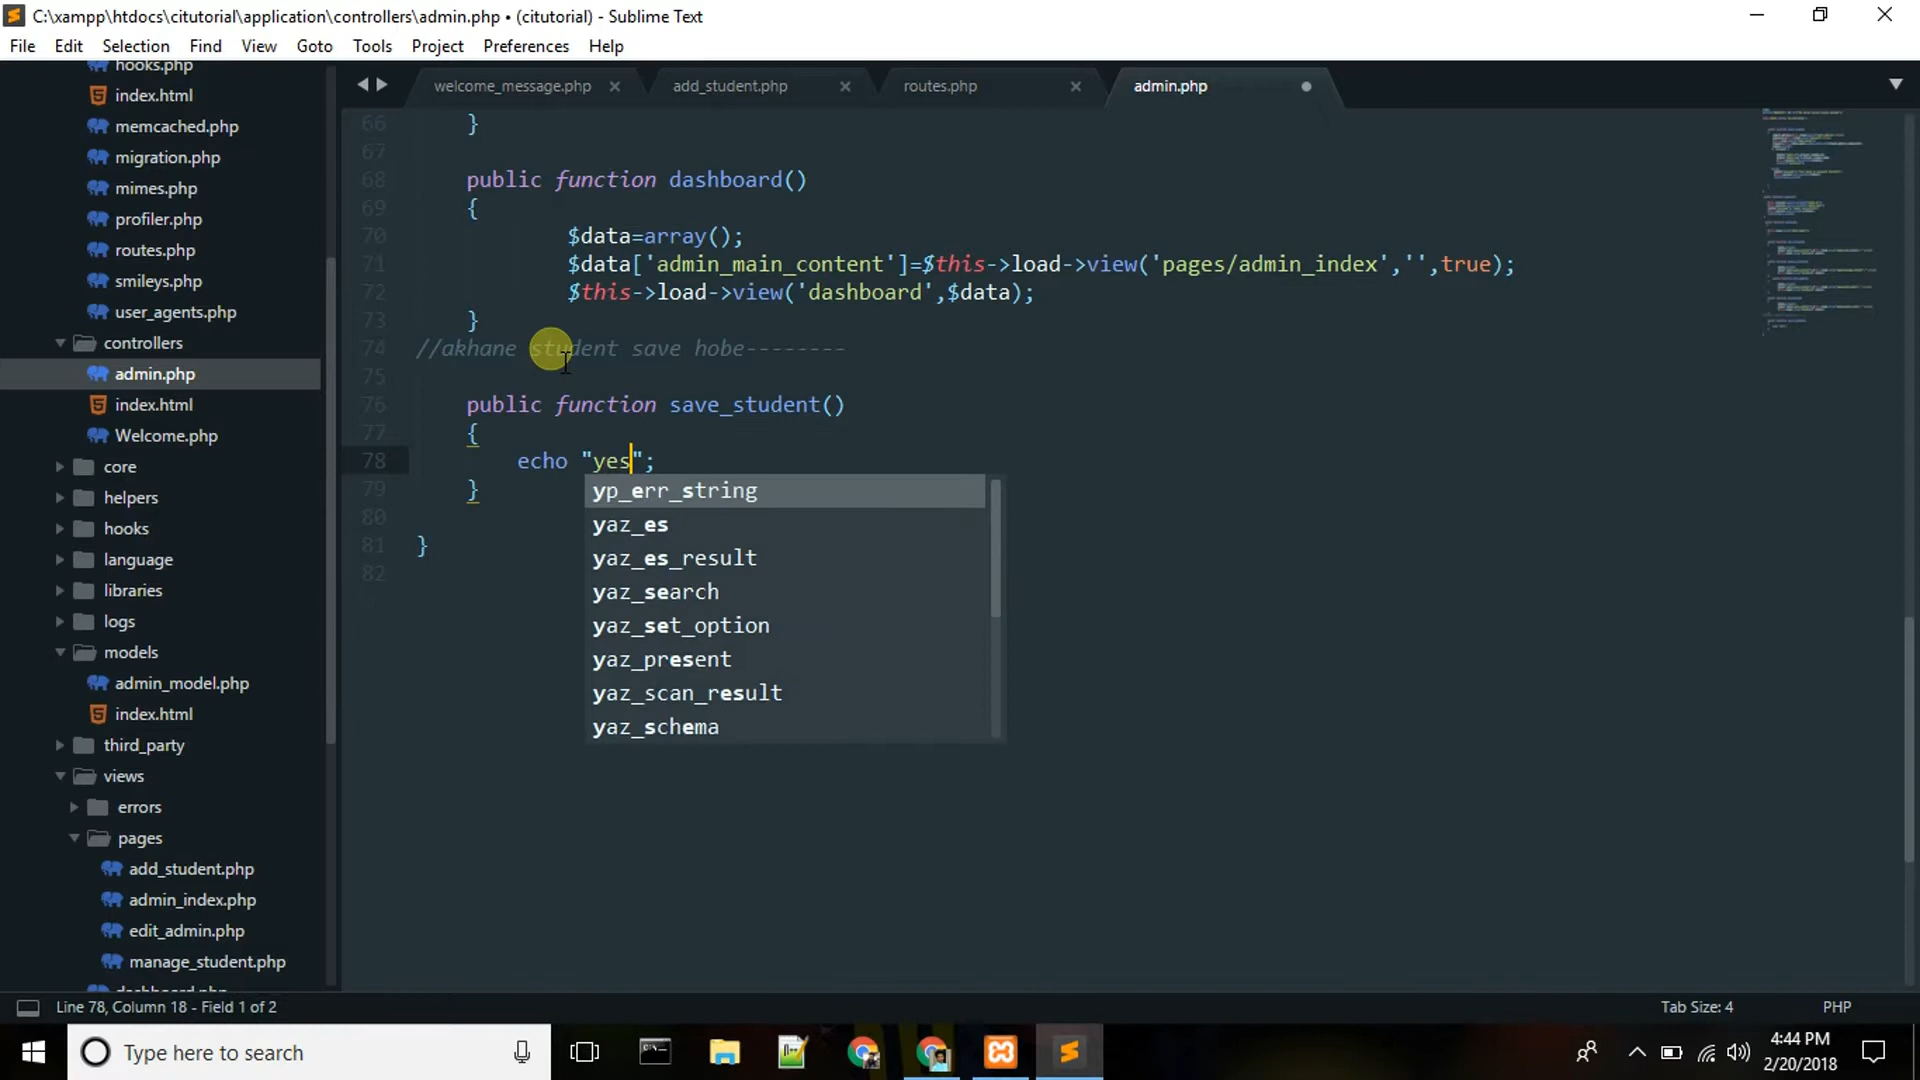 C:\xampp\htdocs\citutorial\application\controllers\admin.php • (citutorial) - Sublime Text
File Edit Selection Find View Goto Tools Project Preferences Help
hooks.php
index.html
memcached.php
migration.php
mimes.php
profiler.php
routes.php
smileys.php
user_agents.php
controllers
admin.php
index.html
Welcome.php
core
helpers
hooks
language
libraries
logs
models
admin_model.php
index.html
third_party
views
errors
pages
add_student.php
admin_index.php
edit_admin.php
manage_student.php
dashboard.php
welcome_message.php add_student.php routes.php admin.php
66 }
67
68 public function dashboard()
69 {
70 $data=array();
71 $data['admin_main_content']=$this->load->view('pages/admin_index','',true);
72 $this->load->view('dashboard',$data);
73 }
74 //akhane student save hobe--------
75
76 public function save_student()
77 {
78 echo "yes";
79 }
80
81 }
82
yp_err_string
yaz_es
yaz_es_result
yaz_search
yaz_set_option
yaz_present
yaz_scan_result
yaz_schema
Line 78, Column 18 - Field 1 of 2 Tab Size: 4 PHP
Type here to search
4:44 PM
2/20/2018